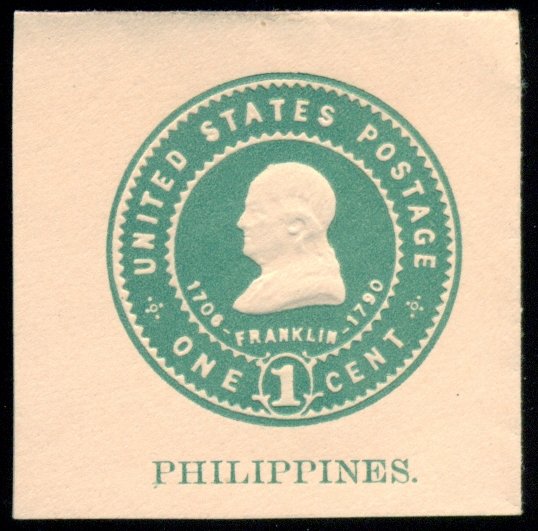 UNITED STATES POSTAGE
1706-FRANKLIN-1790
ONE 1 CENT
PHILIPPINES.